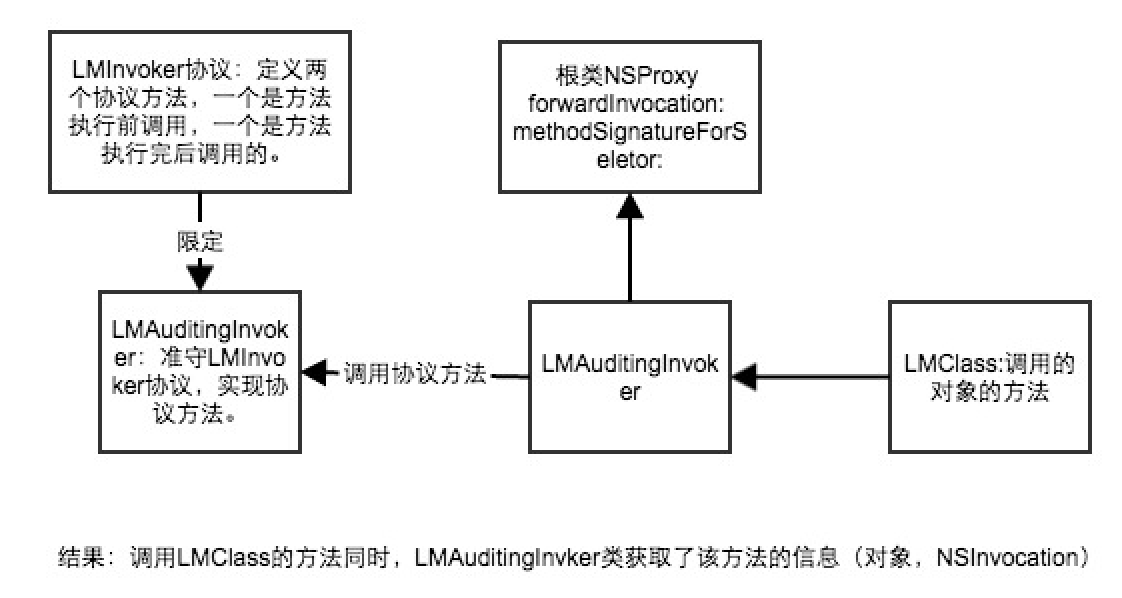 LMInvoker协议：定义两
个协议方法，一个是方法
执行前调用，一个是方法
执行完后调用的。
根类NSProxy
forwardInvocation:
methodSignatureForS
eletor:
限定
LMAuditingInvok
er：准守LMInvo
ker协议，实现协
议方法。
调用协议方法
LMAuditingInvok
er
LMClass:调用的
对象的方法
结果：调用LMClass的方法同时，LMAuditingInvker类获取了该方法的信息（对象，NSInvocation）